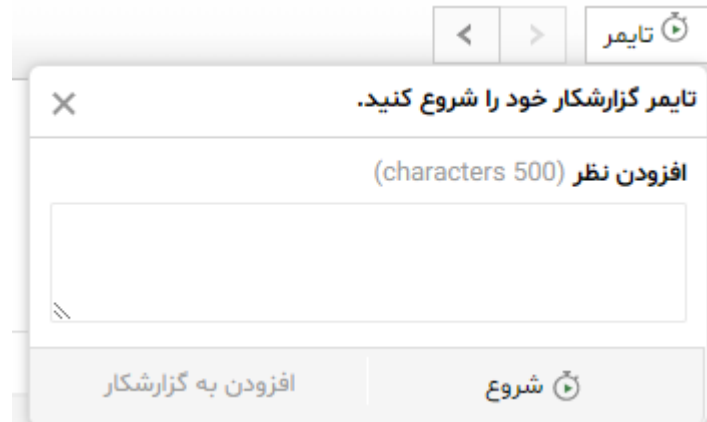 تایمر
تایمر گزارشکار خود را شروع کنید.
افزودن نظر (500 characters)
شروع
افزودن به گزارشکار